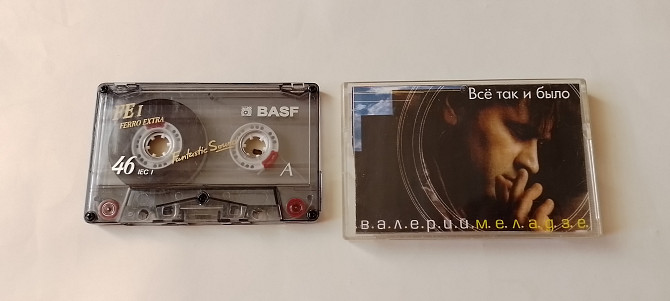 FE I
FERRO EXTRA
BASF
Fantastic Sound
46 IEC I
A
Всё так и было
.в.а.л.е.р.и.й.м.е.л.а.д.з.е.